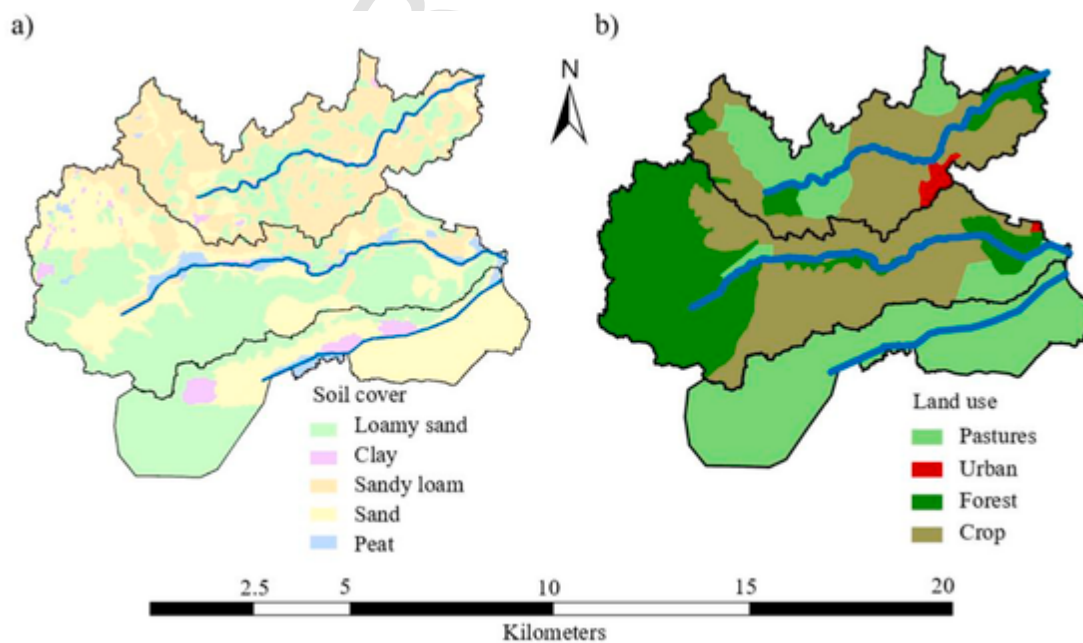 a)
b)
N
Soil cover
Loamy sand
Clay
Sandy loam
Sand
Peat
Land use
Pastures
Urban
Forest
Crop
2.5 5 10 15 20
Kilometers